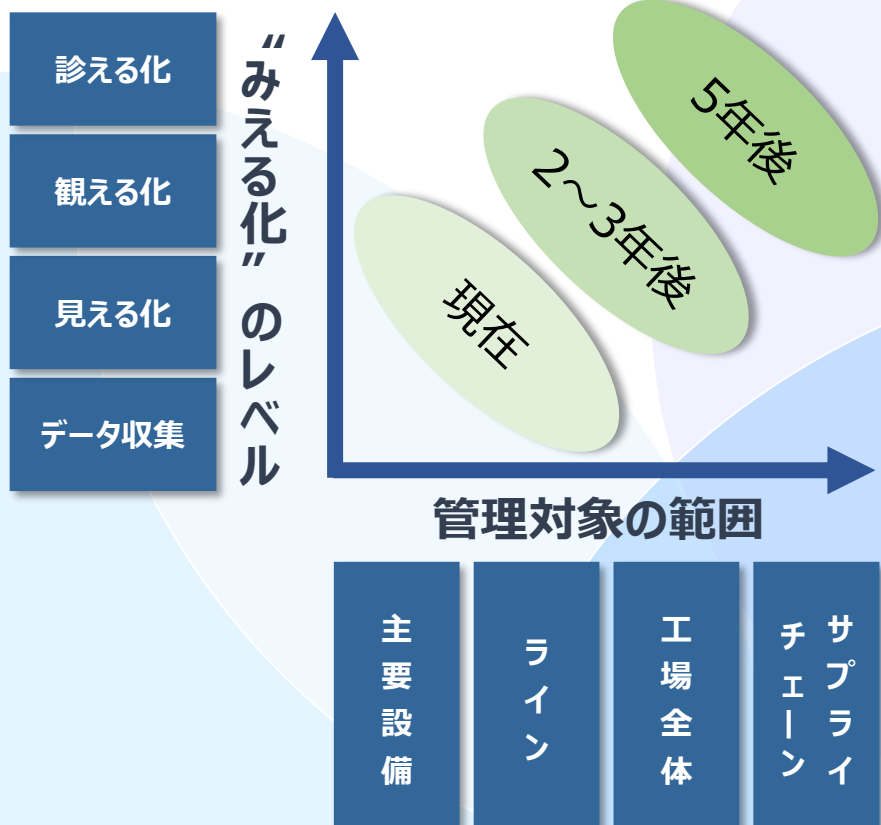 診える化
観える化
見える化
データ収集
“みえる化”のレベル
現在
2～3年後
5年後
管理対象の範囲
主要設備
ライン
工場全体
サプライ
チェーン